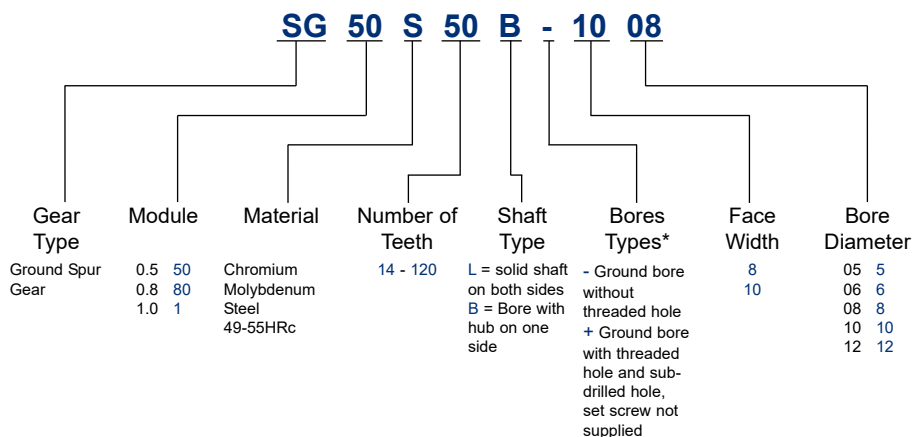 SG 50 S 50 B - 10 08
Gear
Type
Ground Spur
Gear
Module
0.5 50
0.8 80
1.0 1
Material
Chromium
Molybdenum
Steel
49-55HRc
Number of
Teeth
14 - 120
Shaft
Type
L = solid shaft
on both sides
B = Bore with
hub on one
side
Bores
Types*
- Ground bore
without
threaded hole
+ Ground bore
with threaded
hole and sub-
drilled hole,
set screw not
supplied
Face
Width
8
10
Bore
Diameter
05 5
06 6
08 8
10 10
12 12